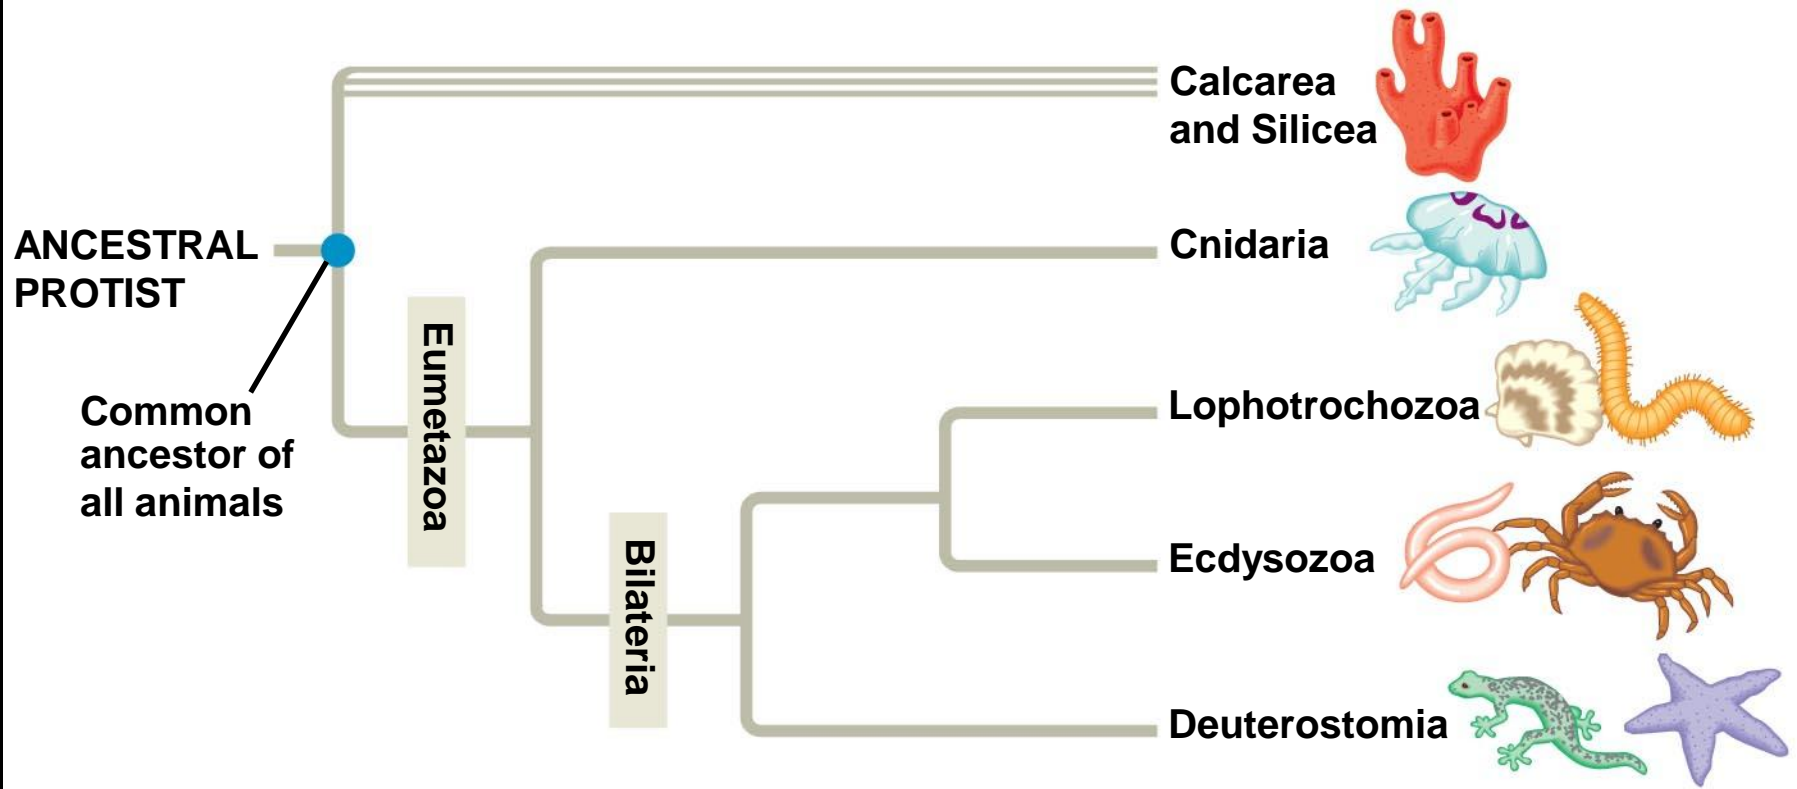 Calcarea
and Silicea
ANCESTRAL
PROTIST
Cnidaria
Eumetazoa
Common
ancestor of
all animals
Lophotrochozoa
Bilateria
Ecdysozoa
Deuterostomia